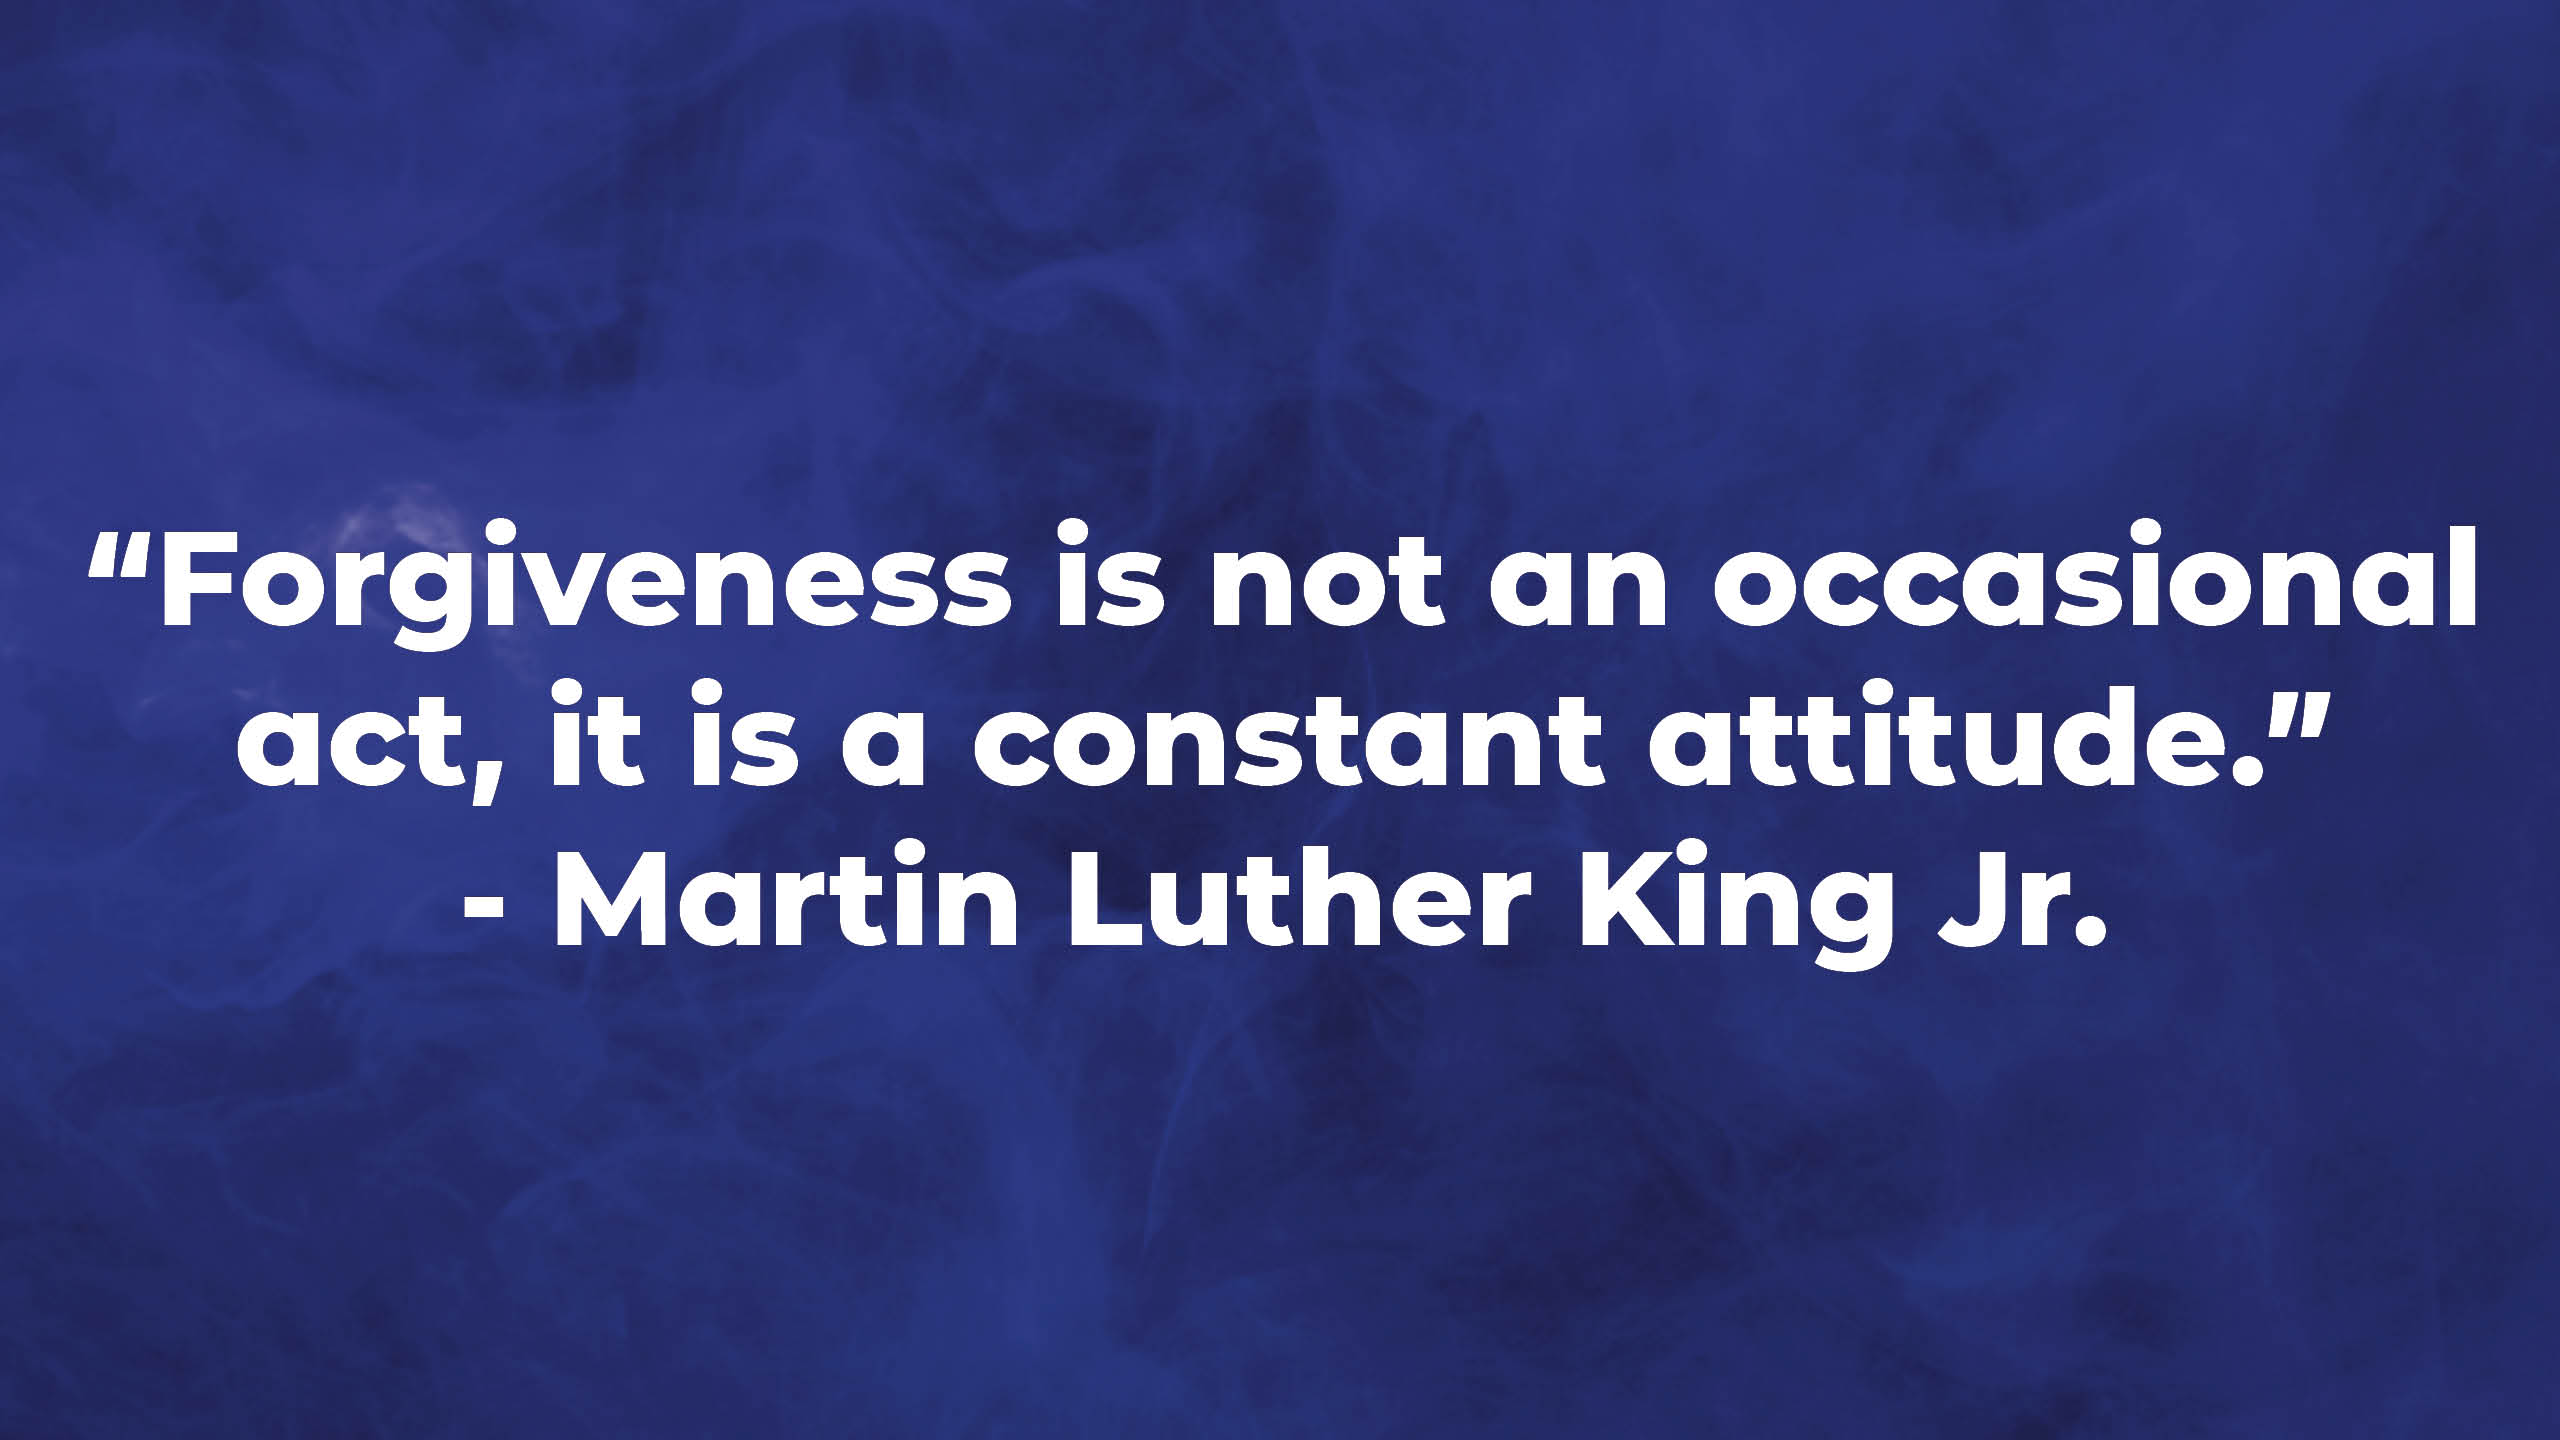 “Forgiveness is not an occasional
act, it is a constant attitude.”
- Martin Luther King Jr.